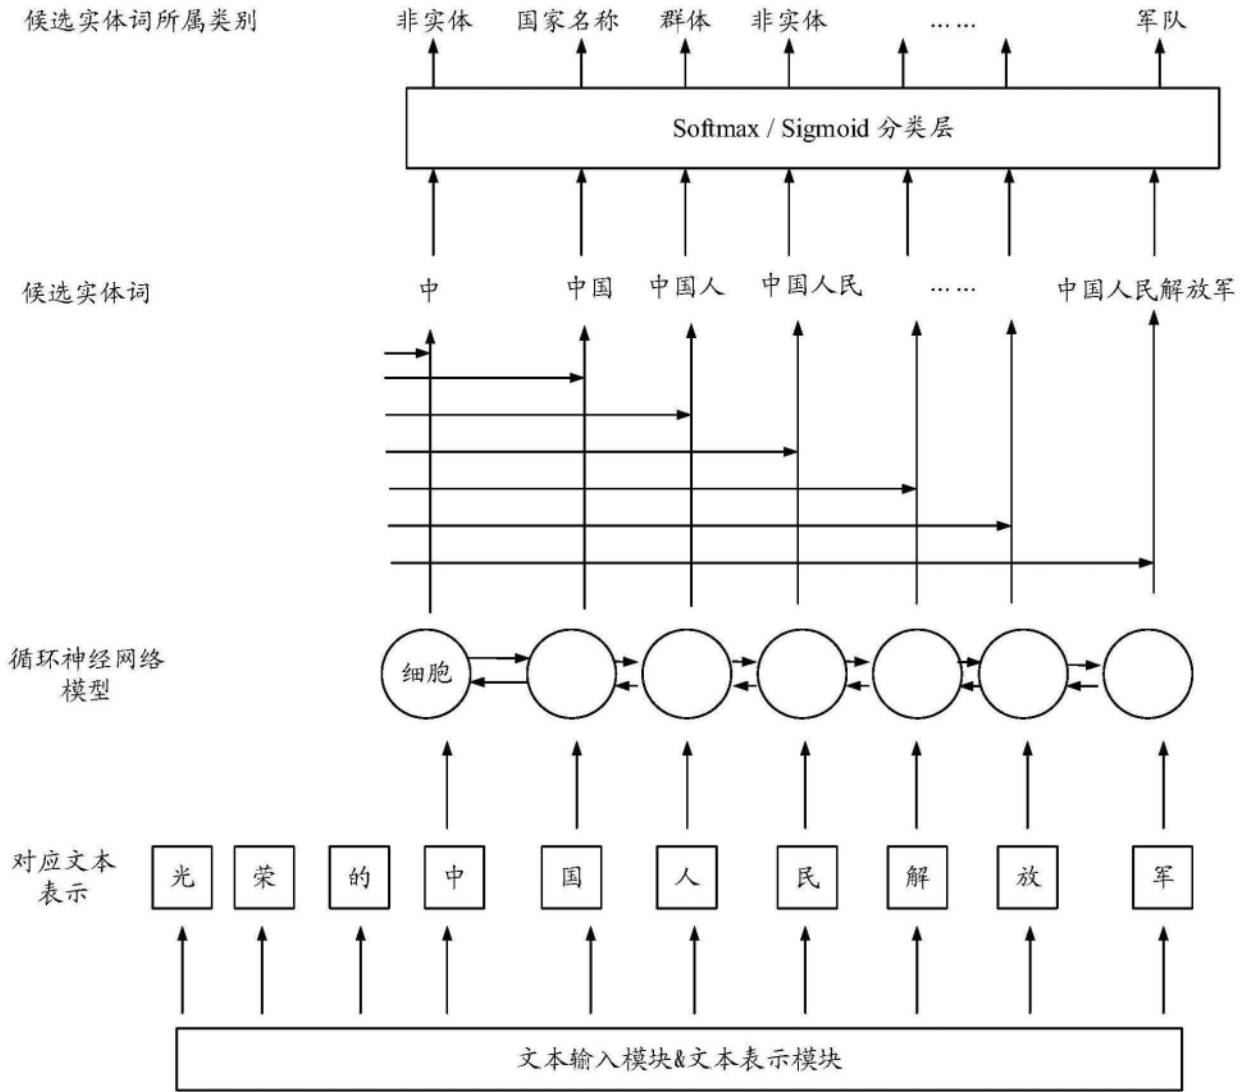 候选实体词所属类别 非实体 国家名称 群体 非实体 …… 军队
Softmax / Sigmoid 分类层
候选实体词 中 中国 中国人 中国人民 …… 中国人民解放军
循环神经网络
模型
细胞
对应文本
表示
光 荣 的 中 国 人 民 解 放 军
文本输入模块&文本表示模块